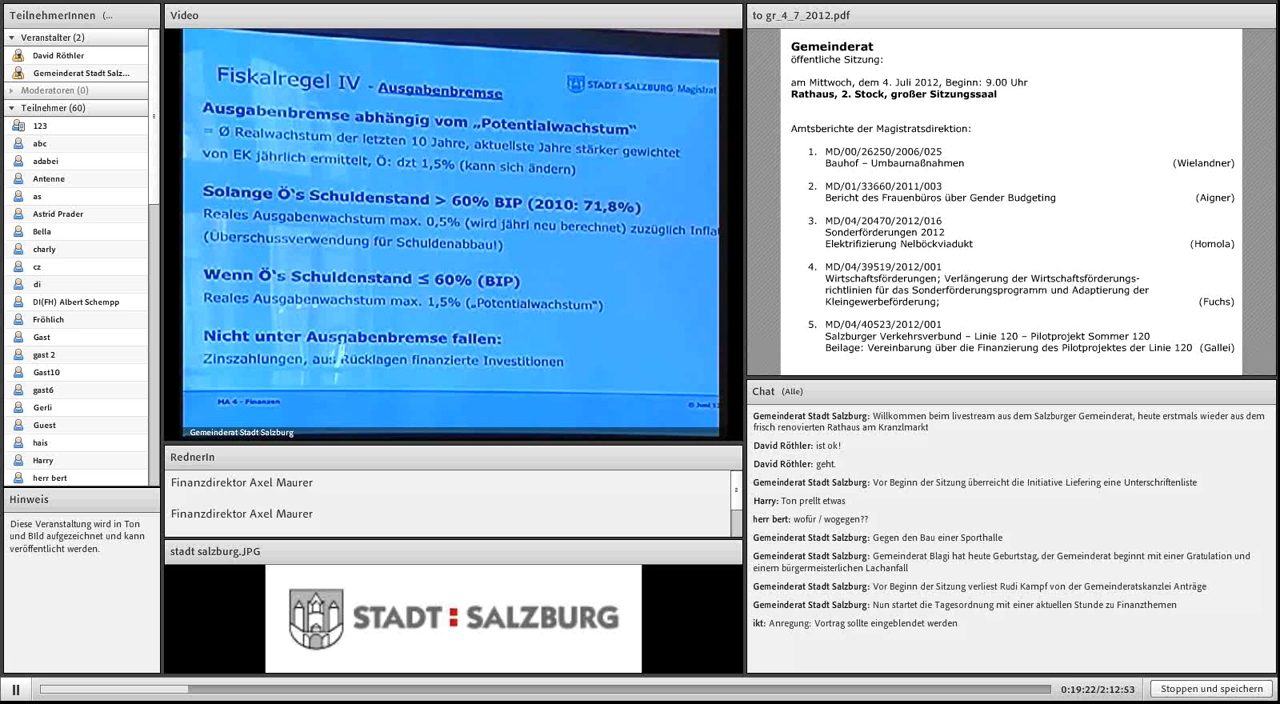 TeilnehmerInnen (...
Veranstalter (2)
David Röthler
Gemeinderat Stadt Salz...
Moderatoren (0)
Teilnehmer (60)
123
abc
adabei
Antenne
as
Astrid Prader
Bella
charly
cz
di
DI(FH) Albert Schempp
Fröhlich
Gast
gast 2
Gast10
gast6
Gerli
Guest
hais
Harry
herr bert
Hinweis
Diese Veranstaltung wird in Ton
und BIld aufgezeichnet und kann
veröffentlicht werden.
Video
Fiskalregel IV - Ausgabenbremse
STADT:SALZBURG Magistrat
Ausgabenbremse abhängig vom „Potentialwachstum“
= Ø Realwachstum der letzten 10 Jahre, aktuellste Jahre stärker gewichtet
von EK jährlich ermittelt, Ö: dzt 1,5% (kann sich ändern)
Solange Ö's Schuldenstand > 60% BIP (2010: 71,8%)
Reales Ausgabenwachstum max. 0,5% (wird jährl neu berechnet) zuzüglich Infla
(Überschussverwendung für Schuldenabbau!)
Wenn Ö's Schuldenstand ≤ 60% (BIP)
Reales Ausgabenwachstum max. 1,5% („Potentialwachstum“)
Nicht unter Ausgabenbremse fallen:
Zinszahlungen, aus Rücklagen finanzierte Investitionen
MA 4 - Finanzen
Gemeinderat Stadt Salzburg
RednerIn
Finanzdirektor Axel Maurer
Finanzdirektor Axel Maurer
stadt salzburg.JPG
STADT:SALZBURG
to gr_4_7_2012.pdf
Gemeinderat
öffentliche Sitzung:
am Mittwoch, dem 4. Juli 2012, Beginn: 9.00 Uhr
Rathaus, 2. Stock, großer Sitzungssaal
Amtsberichte der Magistratsdirektion:
1. MD/00/26250/2006/025
Bauhof – Umbaumaßnahmen (Wielandner)
2. MD/01/33660/2011/003
Bericht des Frauenbüros über Gender Budgeting (Aigner)
3. MD/04/20470/2012/016
Sonderförderungen 2012
Elektrifizierung Nelböckviadukt (Homola)
4. MD/04/39519/2012/001
Wirtschaftsförderungen; Verlängerung der Wirtschaftsförderungs-
richtlinien für das Sonderförderungsprogramm und Adaptierung der
Kleingewerbeförderung; (Fuchs)
5. MD/04/40523/2012/001
Salzburger Verkehrsverbund – Linie 120 – Pilotprojekt Sommer 120
Beilage: Vereinbarung über die Finanzierung des Pilotprojektes der Linie 120 (Gallei)
Chat (Alle)
Gemeinderat Stadt Salzburg: Willkommen beim livestream aus dem Salzburger Gemeinderat, heute erstmals wieder aus dem
frisch renovierten Rathaus am Kranzlmarkt
David Röthler: ist ok!
David Röthler: geht.
Gemeinderat Stadt Salzburg: Vor Beginn der Sitzung überreicht die Initiative Liefering eine Unterschriftenliste
Harry: Ton prellt etwas
herr bert: wofür / wogegen??
Gemeinderat Stadt Salzburg: Gegen den Bau einer Sporthalle
Gemeinderat Stadt Salzburg: Gemeinderat Blagi hat heute Geburtstag, der Gemeinderat beginnt mit einer Gratulation und
einem bürgermeisterlichen Lachanfall
Gemeinderat Stadt Salzburg: Vor Beginn der Sitzung verliest Rudi Kampf von der Gemeinderatskanzlei Anträge
Gemeinderat Stadt Salzburg: Nun startet die Tagesordnung mit einer aktuellen Stunde zu Finanzthemen
ikt: Anregung: Vortrag sollte eingeblendet werden
0:19:22/2:12:53
Stoppen und speichern